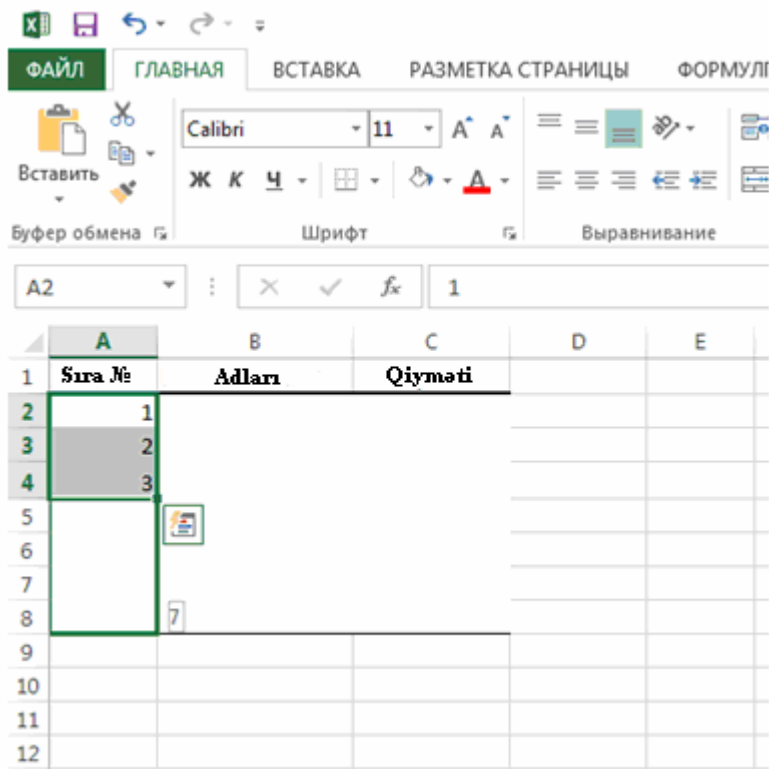 ФАЙЛ ГЛАВНАЯ ВСТАВКА РАЗМЕТКА СТРАНИЦЫ ФОРМУЛ
Calibri 11 A A
Вставить Ж К Ч А
Буфер обмена Шрифт Выравнивание
A2 fx 1
A B C D E
1 Sıra № Adları Qiyməti
2 1
3 2
4 3
5
6
7
8 7
9
10
11
12